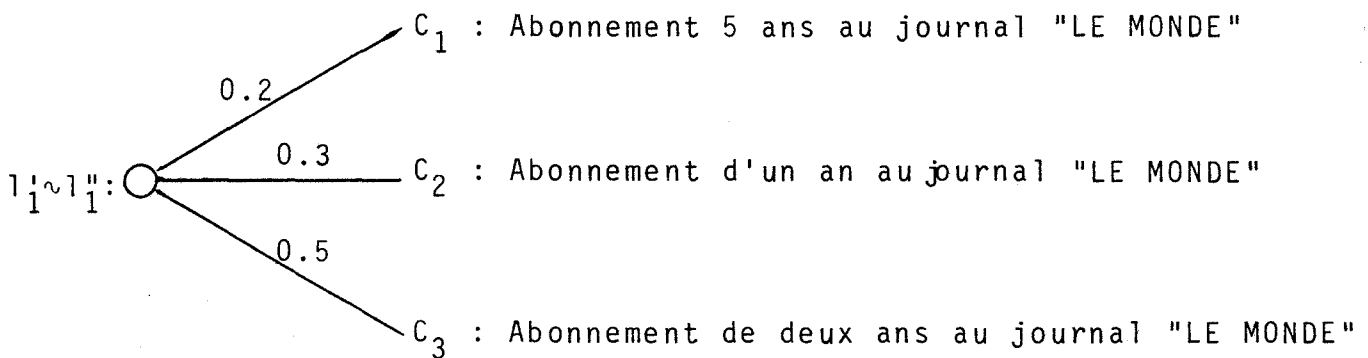 C₁ : Abonnement 5 ans au journal "LE MONDE"
0.2
l'₁~l"₁: 0.3 C₂ : Abonnement d'un an au journal "LE MONDE"
0.5
C₃ : Abonnement de deux ans au journal "LE MONDE"